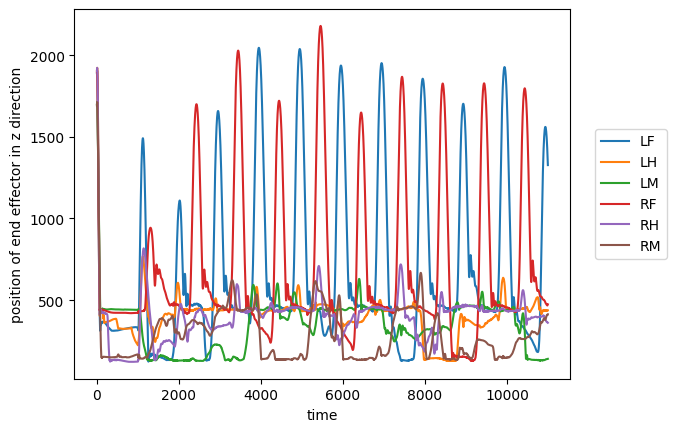 position of end effector in z direction
2000
1500
1000
500
0
2000
4000
6000
8000
10000
time
LF
LH
LM
RF
RH
RM